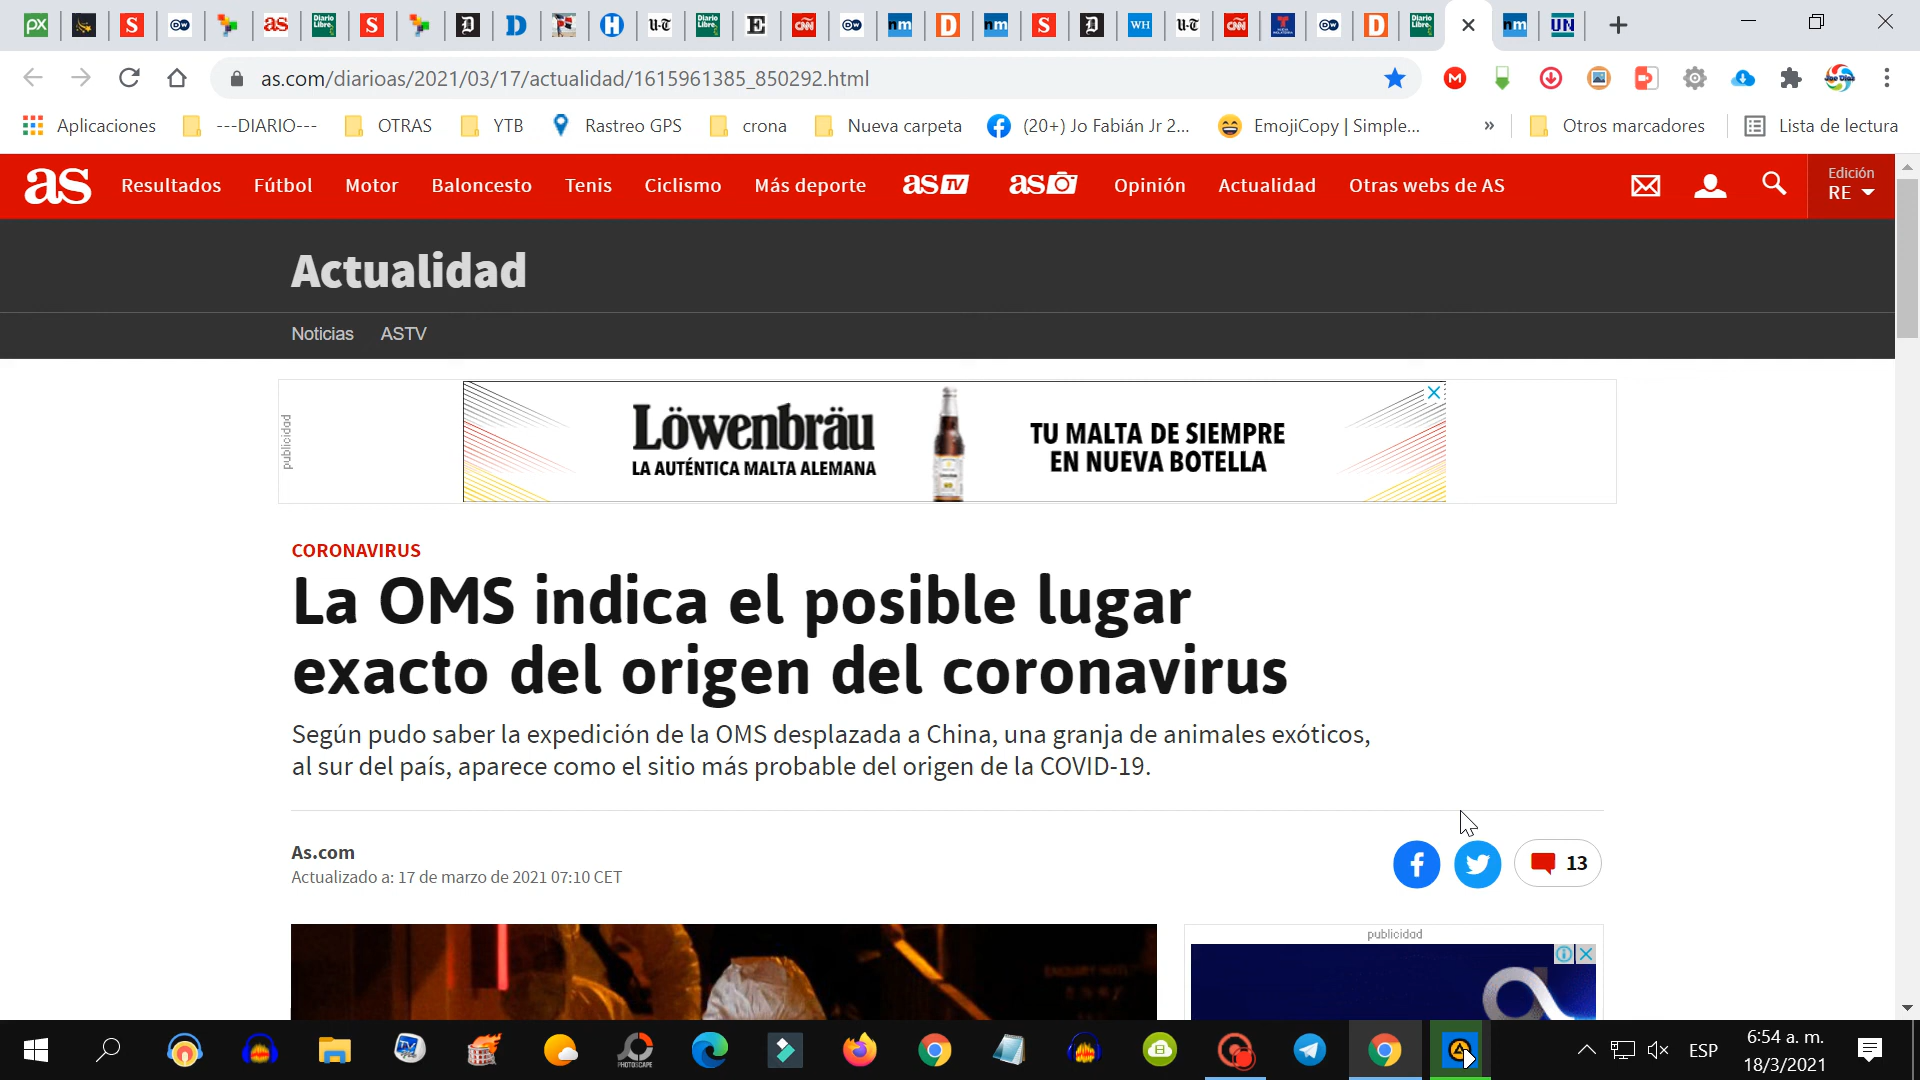 as.com/diarioas/2021/03/17/actualidad/1615961385_850292.html
Aplicaciones
---DIARIO---
OTRAS
YTB
Rastreo GPS
crona
Nueva carpeta
(20+) Jo Fabián Jr 2...
EmojiCopy | Simple...
»
Otros marcadores
Lista de lectura
as
Resultados
Fútbol
Motor
Baloncesto
Tenis
Ciclismo
Más deporte
as TV
as
Opinión
Actualidad
Otras webs de AS
Edición
RE
Actualidad
Noticias
ASTV
publicidad
Löwenbräu
LA AUTÉNTICA MALTA ALEMANA
TU MALTA DE SIEMPRE
EN NUEVA BOTELLA
CORONAVIRUS
La OMS indica el posible lugar
exacto del origen del coronavirus
Según pudo saber la expedición de la OMS desplazada a China, una granja de animales exóticos,
al sur del país, aparece como el sitio más probable del origen de la COVID-19.
As.com
Actualizado a: 17 de marzo de 2021 07:10 CET
13
publicidad
ESP
6:54 a. m.
18/3/2021